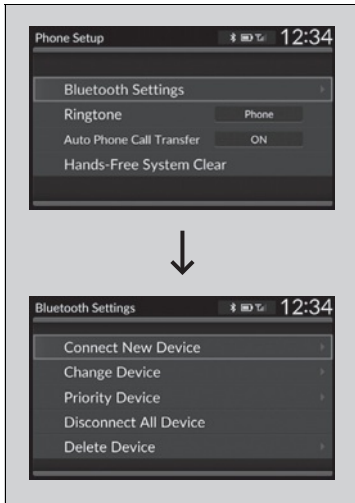 Phone Setup 12:34
Bluetooth Settings
Ringtone Phone
Auto Phone Call Transfer ON
Hands-Free System Clear
Bluetooth Settings 12:34
Connect New Device
Change Device
Priority Device
Disconnect All Device
Delete Device